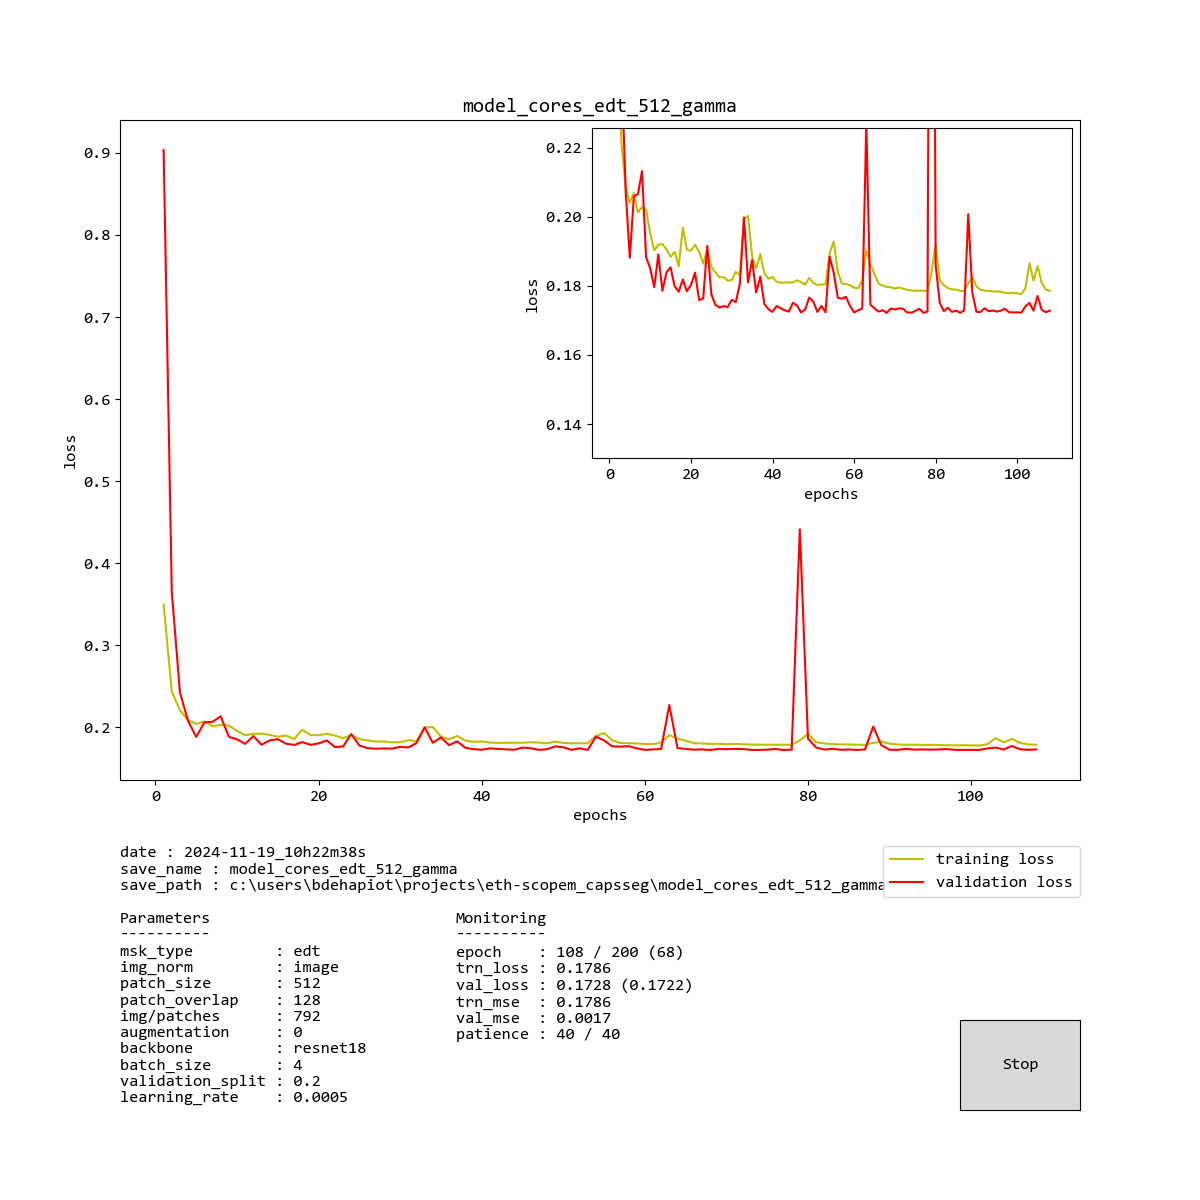 model_cores_edt_512_gamma
0.9
0.8
0.7
0.6
0.5
0.4
0.3
0.2
loss
0 20 40 60 80 100
epochs
0.22
0.20
0.18
0.16
0.14
loss
0 20 40 60 80 100
epochs
date : 2024-11-19_10h22m38s
save_name : model_cores_edt_512_gamma
save_path : c:\users\bdehapiot\projects\eth-scopem_capsseg\model_cores_edt_512_gamma
training loss
validation loss
Parameters
----------
msk_type : edt
img_norm : image
patch_size : 512
patch_overlap : 128
img/patches : 792
augmentation : 0
backbone : resnet18
batch_size : 4
validation_split : 0.2
learning_rate : 0.0005
Monitoring
----------
epoch : 108 / 200 (68)
trn_loss : 0.1786
val_loss : 0.1728 (0.1722)
trn_mse : 0.1786
val_mse : 0.0017
patience : 40 / 40
Stop